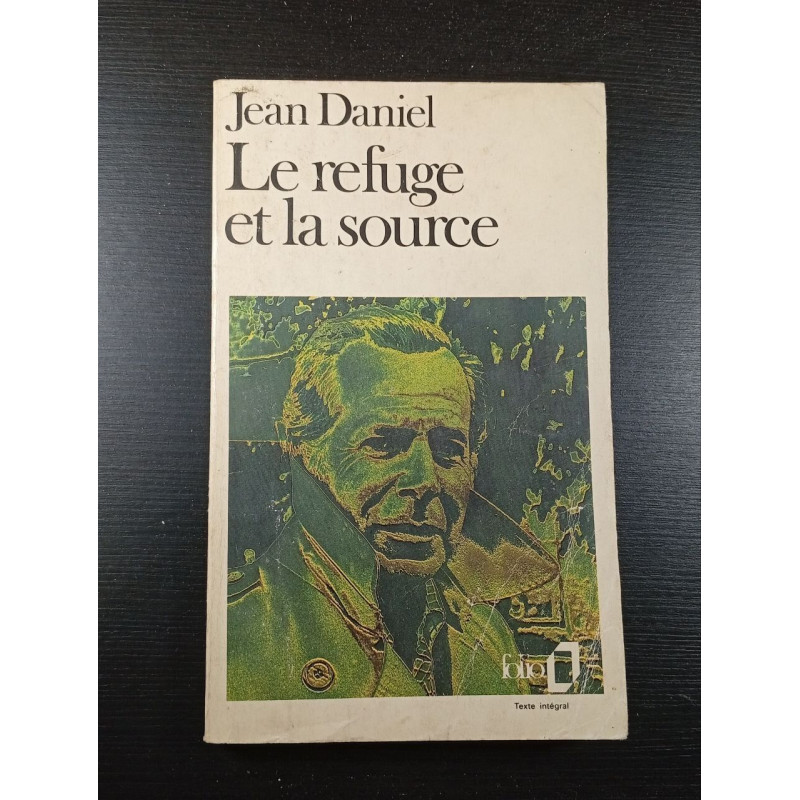 Jean Daniel
Le refuge
et la source
folio
Texte intégral